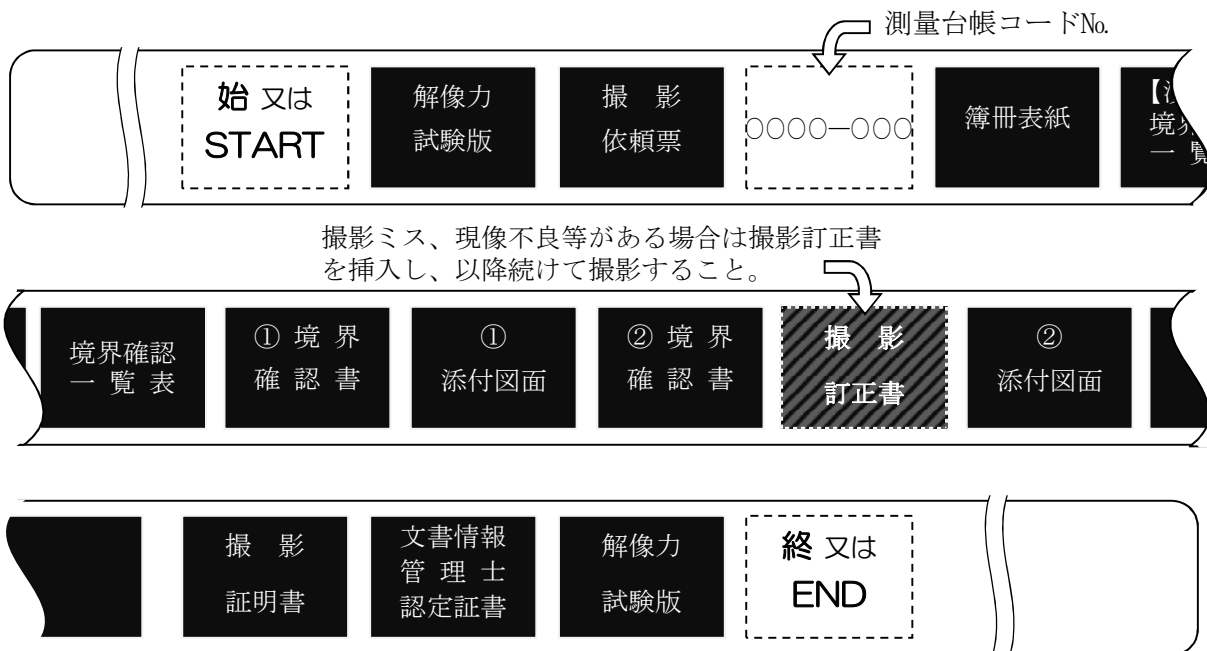 測量台帳コード№
始 又は
START
解像力
試験版
撮 影
依頼票
○○○○―○○○
簿冊表紙
境界
一 覧
撮影ミス、現像不良等がある場合は撮影訂正書
を挿入し、以降続けて撮影すること。
境界確認
一 覧 表
① 境 界
確 認 書
①
添付図面
② 境 界
確 認 書
撮 影
訂正書
②
添付図面
撮 影
証明書
文書情報
管 理 士
認定証書
解像力
試験版
終 又は
END